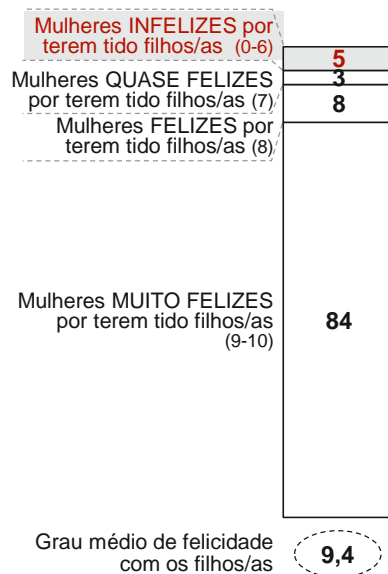 Mulheres INFELIZES por
terem tido filhos/as (0-6)
5
Mulheres QUASE FELIZES
por terem tido filhos/as (7)
3
Mulheres FELIZES por
terem tido filhos/as (8)
8
Mulheres MUITO FELIZES
por terem tido filhos/as
(9-10)
84
Grau médio de felicidade
com os filhos/as
9,4